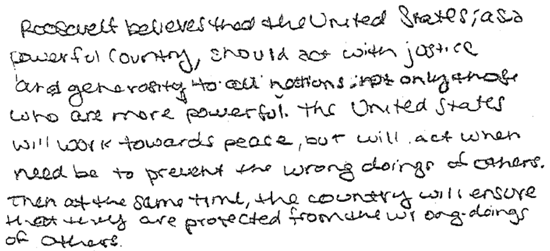 Roosevelt believes that the United States, as a
powerful country, should act with justice
and generosity to all nations, not only those
who are more powerful. The United States
will work towards peace, but will act when
need be to prevent the wrong doings of others.
Then at the same time, the country will ensure
that they are protected from the wrong-doings
of others.